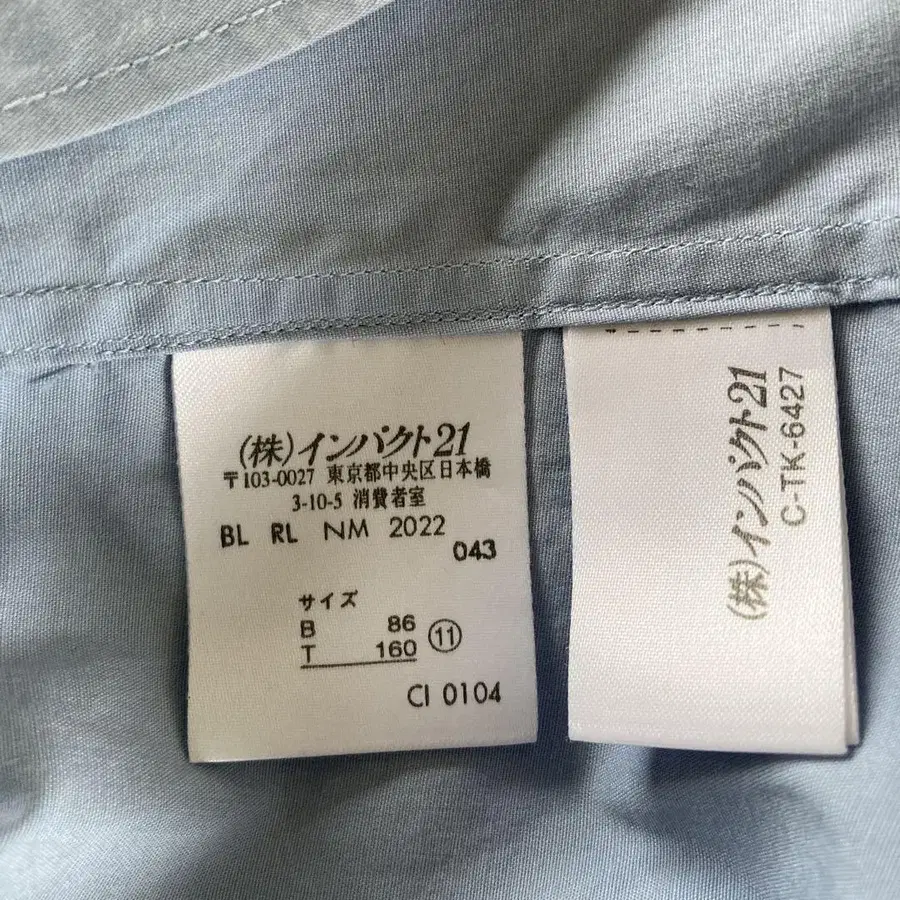 (株)インパクト21
〒103-0027 東京都中央区日本橋
3-10-5 消費者室
BL RL NM 2022
043
サイズ
B 86
T 160 ⑪
CI 0104
(株)インパクト21
C-TK-6427